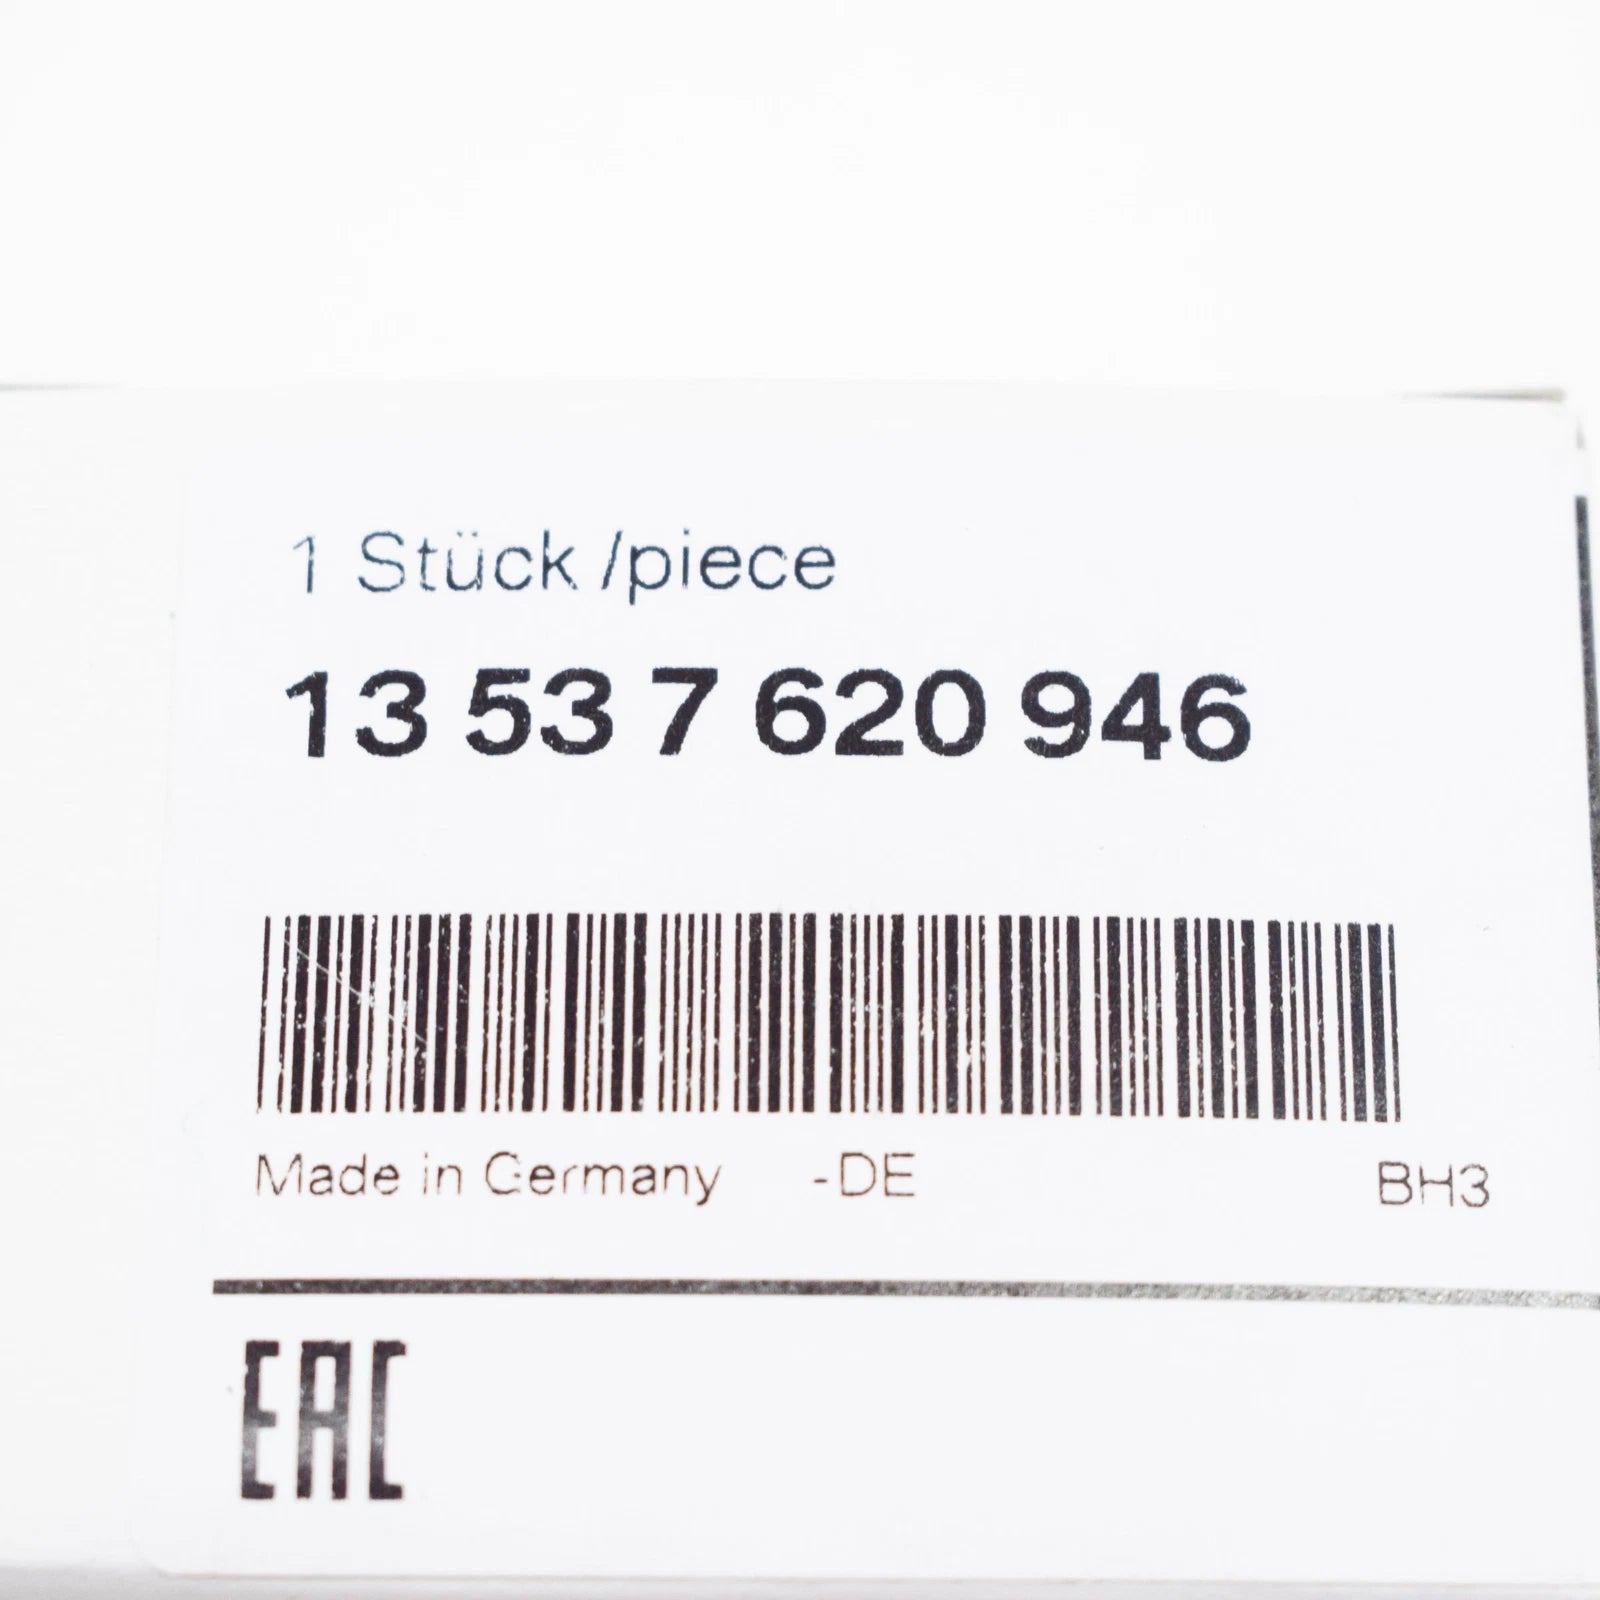 1 Stück /piece
13 53 7 620 946
Made in Germany -DE BH3
EAC